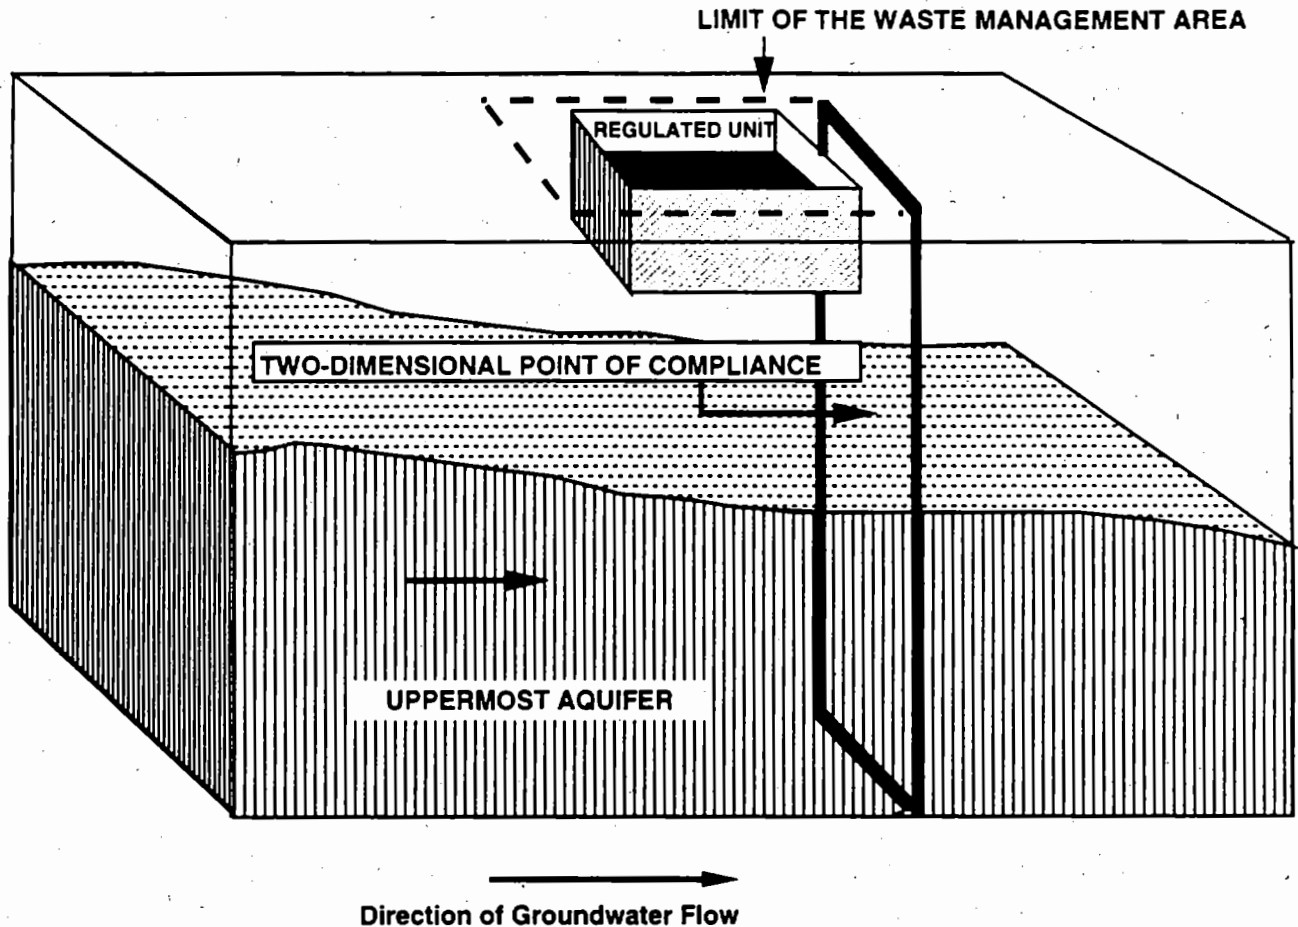 LIMIT OF THE WASTE MANAGEMENT AREA
REGULATED UNIT
TWO-DIMENSIONAL POINT OF COMPLIANCE
UPPERMOST AQUIFER
Direction of Groundwater Flow